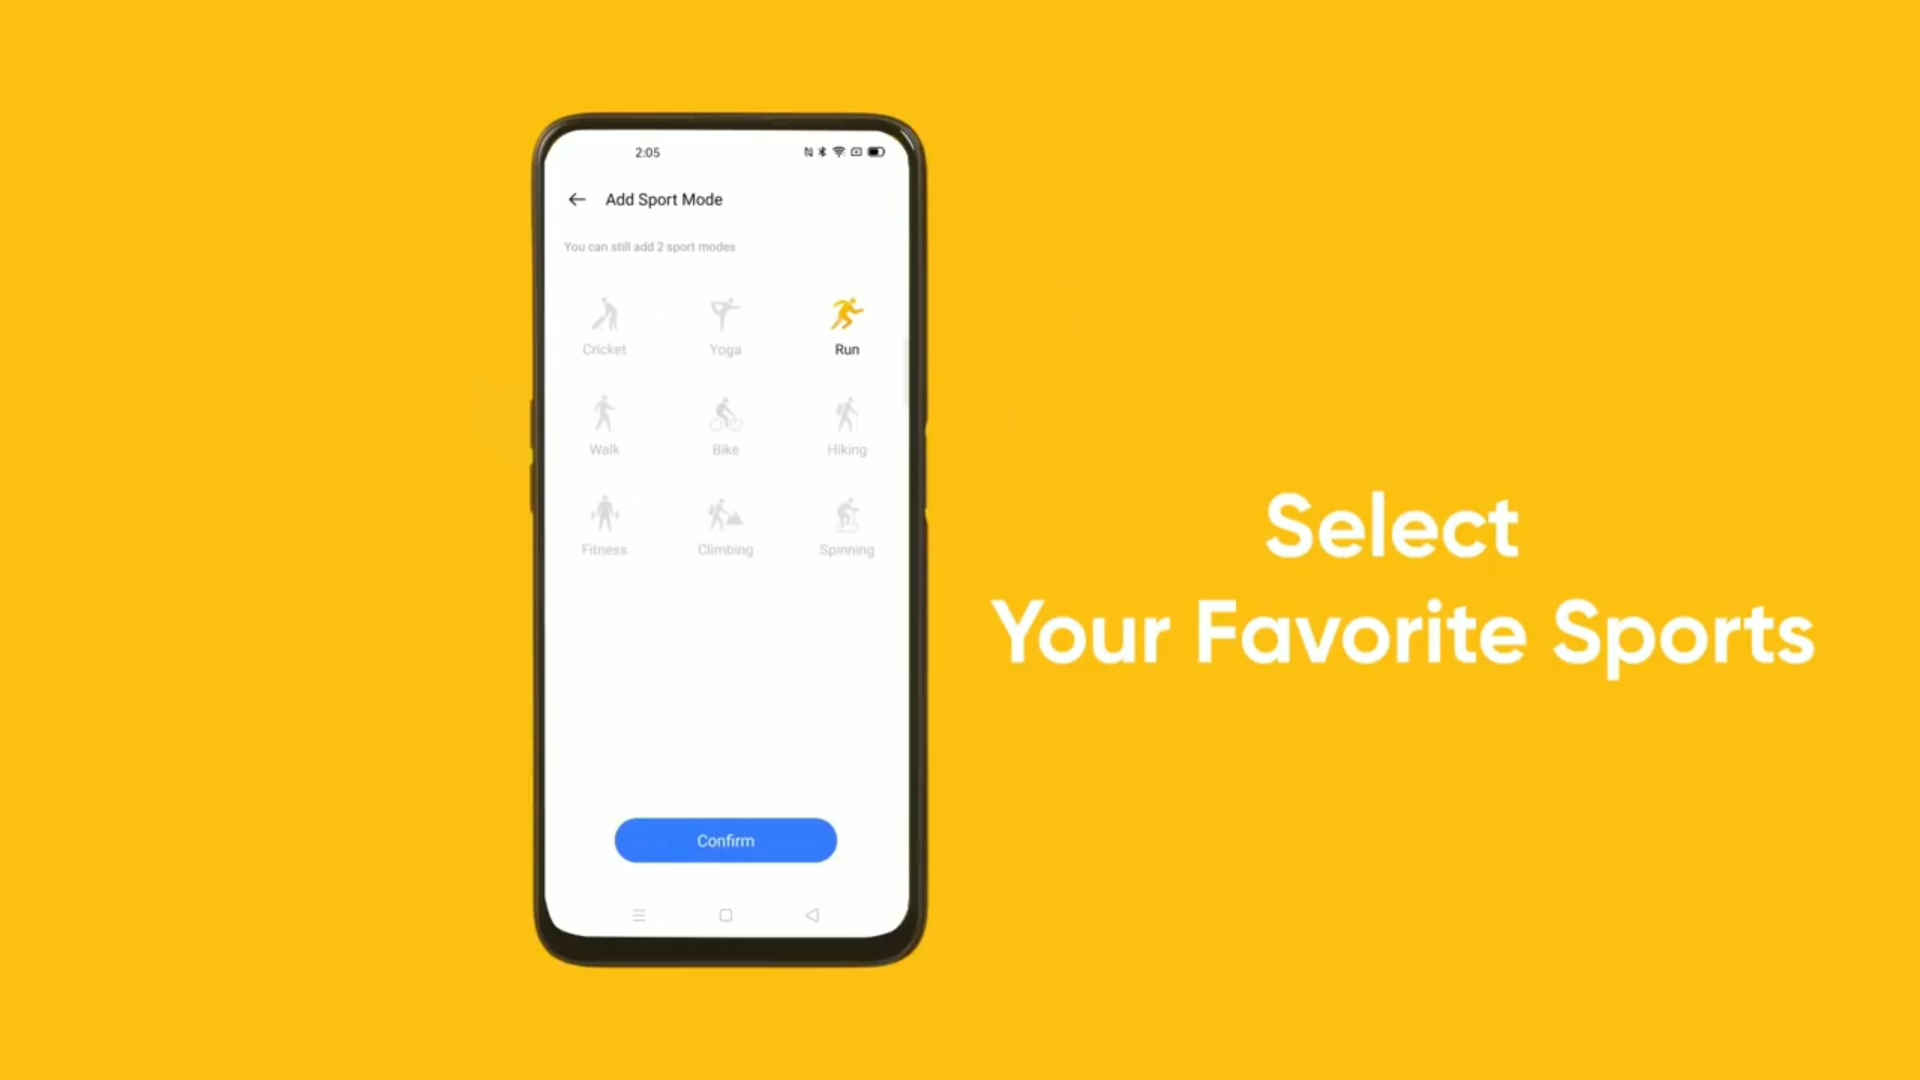 2:05
Add Sport Mode
You can still add 2 sport modes
Cricket
Yoga
Run
Walk
Bike
Hiking
Fitness
Climbing
Spinning
Confirm
Select
Your Favorite Sports